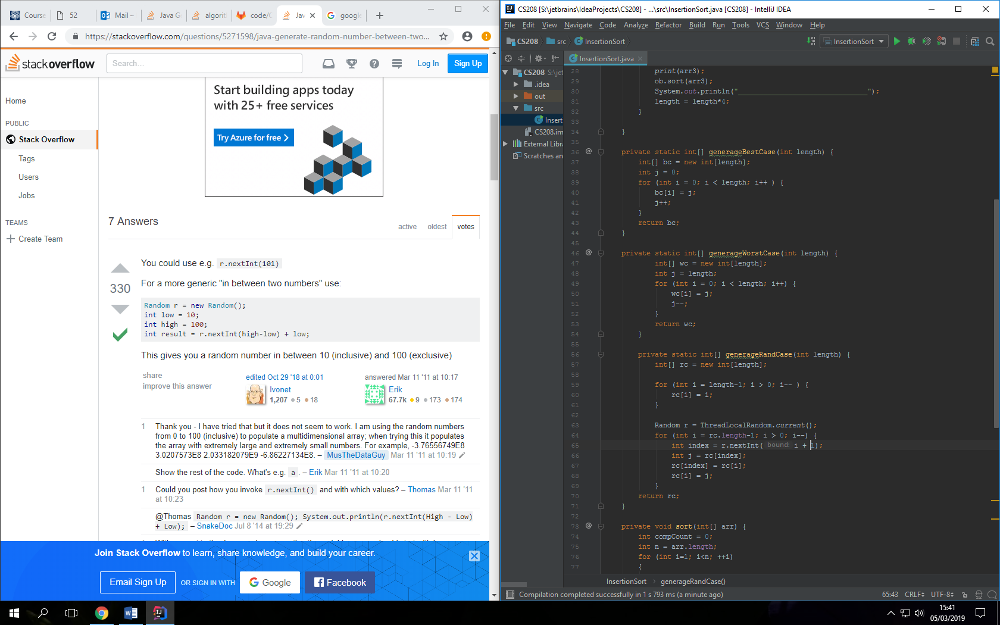 Course
52
Mail –
Java G
algorit
code/C
Jav
googl
https://stackoverflow.com/questions/5271598/java-generate-random-number-between-two...
stackoverflow
Search...
Log In
Sign Up
Home
PUBLIC
Stack Overflow
Tags
Users
Jobs
TEAMS
Create Team
Start building apps today
with 25+ free services
Try Azure for free
7 Answers
active
oldest
votes
330
You could use e.g. r.nextInt(101)
For a more generic "in between two numbers" use:
Random r = new Random();
int low = 10;
int high = 100;
int result = r.nextInt(high-low) + low;
This gives you a random number in between 10 (inclusive) and 100 (exclusive)
share
improve this answer
edited Oct 29 '18 at 0:01
Ivonet
1,207 5 18
answered Mar 11 '11 at 10:17
Erik
67.7k 9 173 174
1 Thank you - I have tried that but it does not seem to work. I am using the random numbers
from 0 to 100 (inclusive) to populate a multidimensional array; when trying this it populates
the array with extremely large and extremely small numbers. For example, -3.76556749E8
3.0207573E8 2.033182079E9 -6.86227134E8. – MusTheDataGuy Mar 11 '11 at 10:19
Show the rest of the code. What's e.g. a . – Erik Mar 11 '11 at 10:20
1 Could you post how you invoke r.nextInt() and with which values? – Thomas Mar 11 '11
at 10:23
@Thomas Random r = new Random(); System.out.println(r.nextInt(High - Low)
+ Low); – SnakeDoc Jul 8 '14 at 19:29
Join Stack Overflow to learn, share knowledge, and build your career.
Email Sign Up
OR SIGN IN WITH
Google
Facebook
CS208 [S:\jetbrains\IdeaProjects\CS208] - ...\src\InsertionSort.java [CS208] - IntelliJ IDEA
File Edit View Navigate Code Analyze Refactor Build Run Tools VCS Window Help
CS208
src
InsertionSort
InsertionSort
InsertionSort.java
CS208 S:\jet
.idea
out
src
Insert
CS208.im
External Libra
Scratches an
28 print(arr3);
29 ob.sort(arr3);
30 System.out.println("________________________________");
31 length = length*4;
32 }
33
34 }
35
36 @ private static int[] generageBestCase(int length) {
37 int[] bc = new int[length];
38 int j = 0;
39 for (int i = 0; i < length; i++ ) {
40 bc[i] = j;
41 j++;
42 }
43 return bc;
44 }
45
46 @ private static int[] generageWorstCase(int length) {
47 int[] wc = new int[length];
48 int j = length;
49 for (int i = 0; i < length; i++) {
50 wc[i] = j;
51 j--;
52 }
53 return wc;
54 }
55
56 private static int[] generageRandCase(int length) {
57 int[] rc = new int[length];
58
59 for (int i = length-1; i > 0; i-- ) {
60 rc[i] = i;
61 }
62
63 Random r = ThreadLocalRandom.current();
64 for (int i = rc.length-1; i > 0; i--) {
65 int index = r.nextInt( bound: i + 1);
66 int j = rc[index];
67 rc[index] = rc[i];
68 rc[i] = j;
69 }
70 return rc;
71 }
72
73 @ private void sort(int[] arr) {
74 int compCount = 0;
75 int n = arr.length;
76 for (int i=1; i<n; ++i)
77 {
InsertionSort
generageRandCase()
Compilation completed successfully in 1 s 793 ms (a minute ago)
65:43
CRLF
UTF-8
15:41
05/03/2019